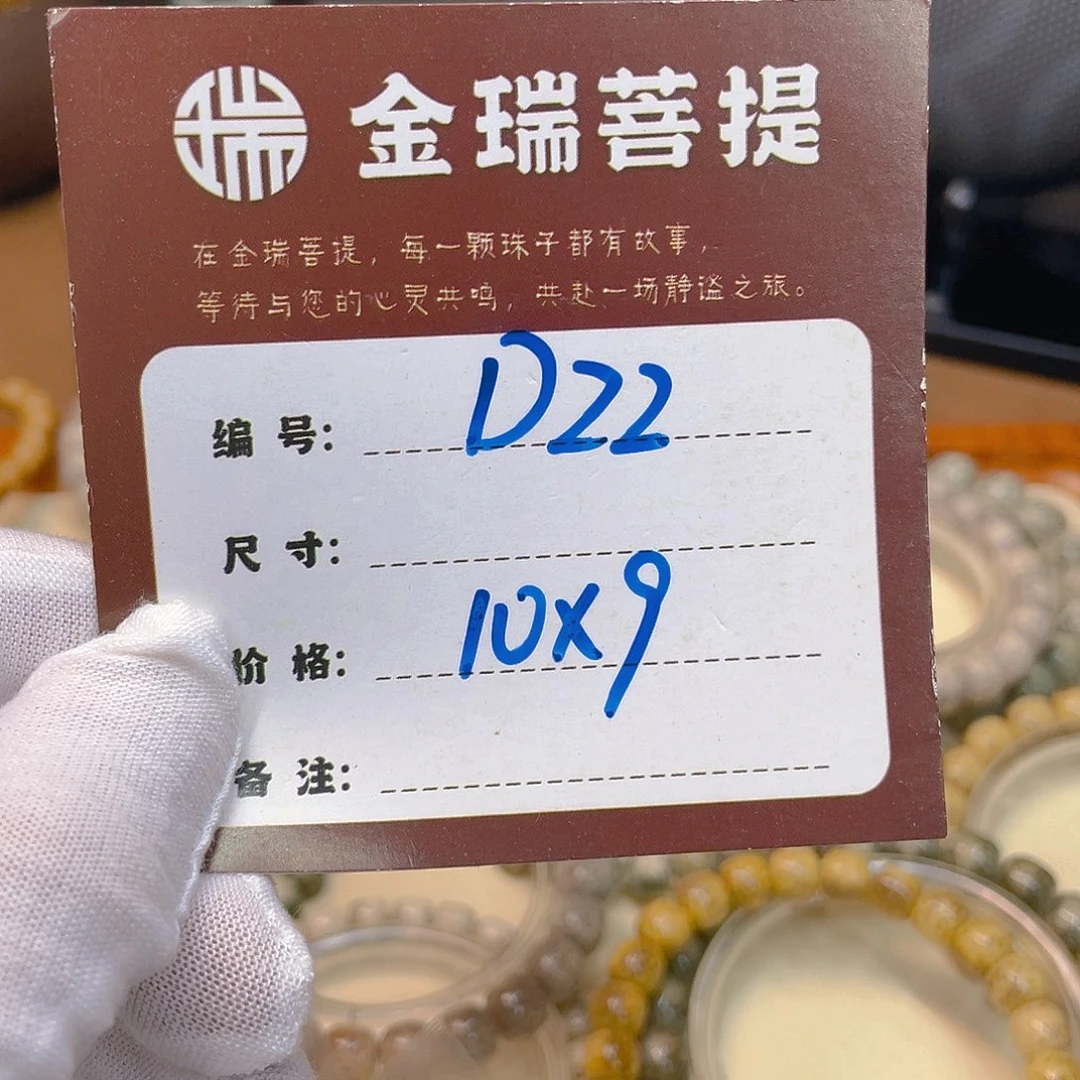 瑞 金瑞菩提
在金瑞菩提，每一颗珠子都有故事，
等待与您的心灵共鸣，共赴一场静谧之旅。
编 号： D22
尺 寸：
10x9
价 格：
备 注：